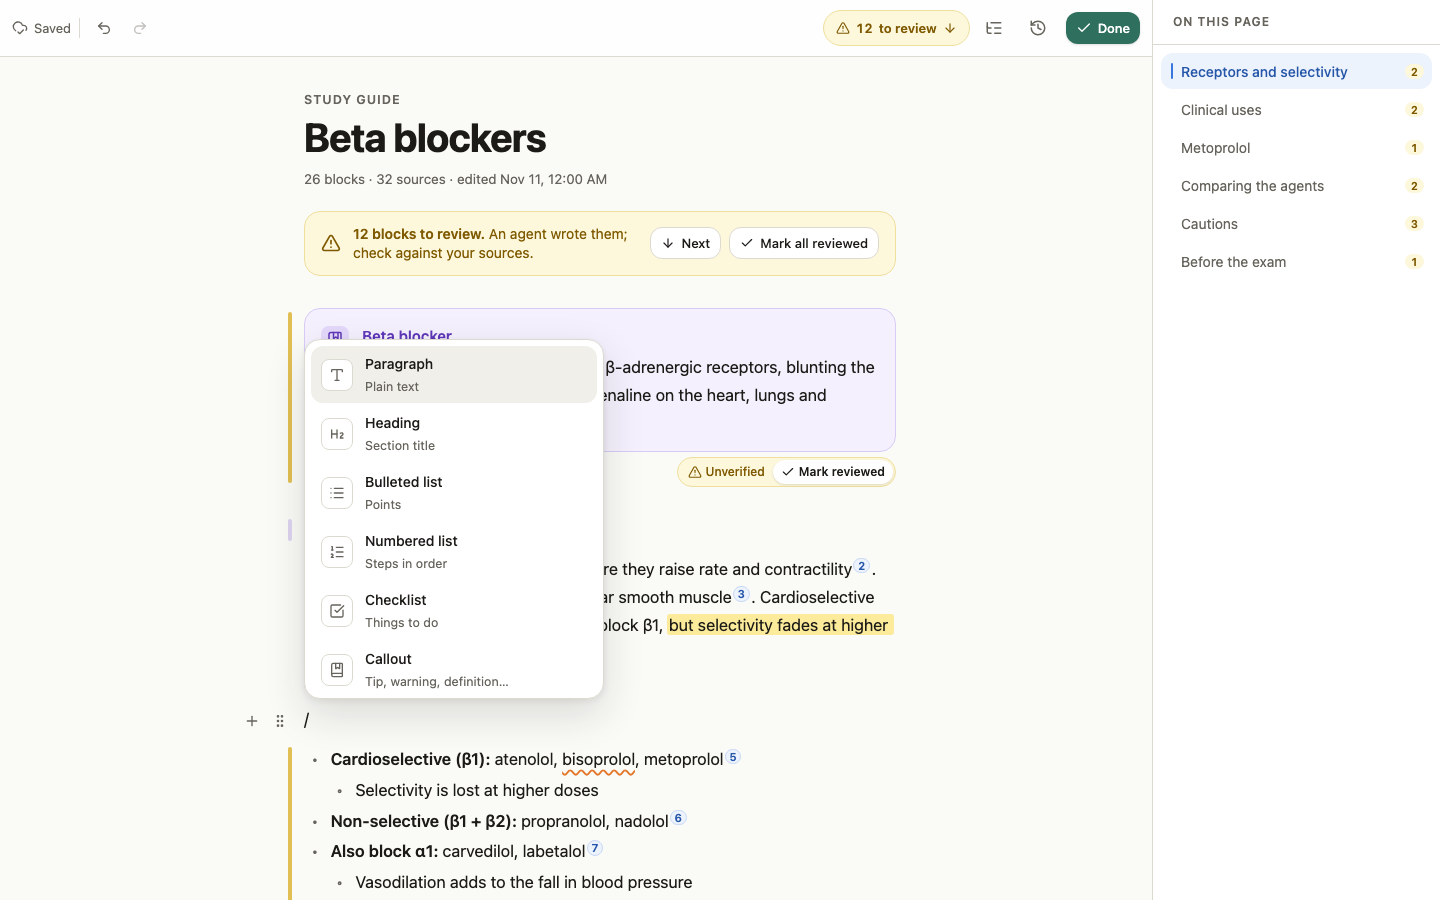 Saved
12 to review
Done
ON THIS PAGE
Receptors and selectivity 2
Clinical uses 2
Metoprolol 1
Comparing the agents 2
Cautions 3
Before the exam 1
STUDY GUIDE
Beta blockers
26 blocks · 32 sources · edited Nov 11, 12:00 AM
12 blocks to review. An agent wrote them;
check against your sources.
Next
Mark all reviewed
Beta blocker
β-adrenergic receptors, blunting the
on the heart, lungs and
Unverified
Mark reviewed
Paragraph
Plain text
H2
Heading
Section title
Bulleted list
Points
Numbered list
Steps in order
Checklist
Things to do
Callout
Tip, warning, definition...
they raise rate and contractility 2 .
smooth muscle 3 . Cardioselective
β1, but selectivity fades at higher
/
• Cardioselective (β1): atenolol, bisoprolol, metoprolol 5
• Selectivity is lost at higher doses
• Non-selective (β1 + β2): propranolol, nadolol 6
• Also block α1: carvedilol, labetalol 7
• Vasodilation adds to the fall in blood pressure